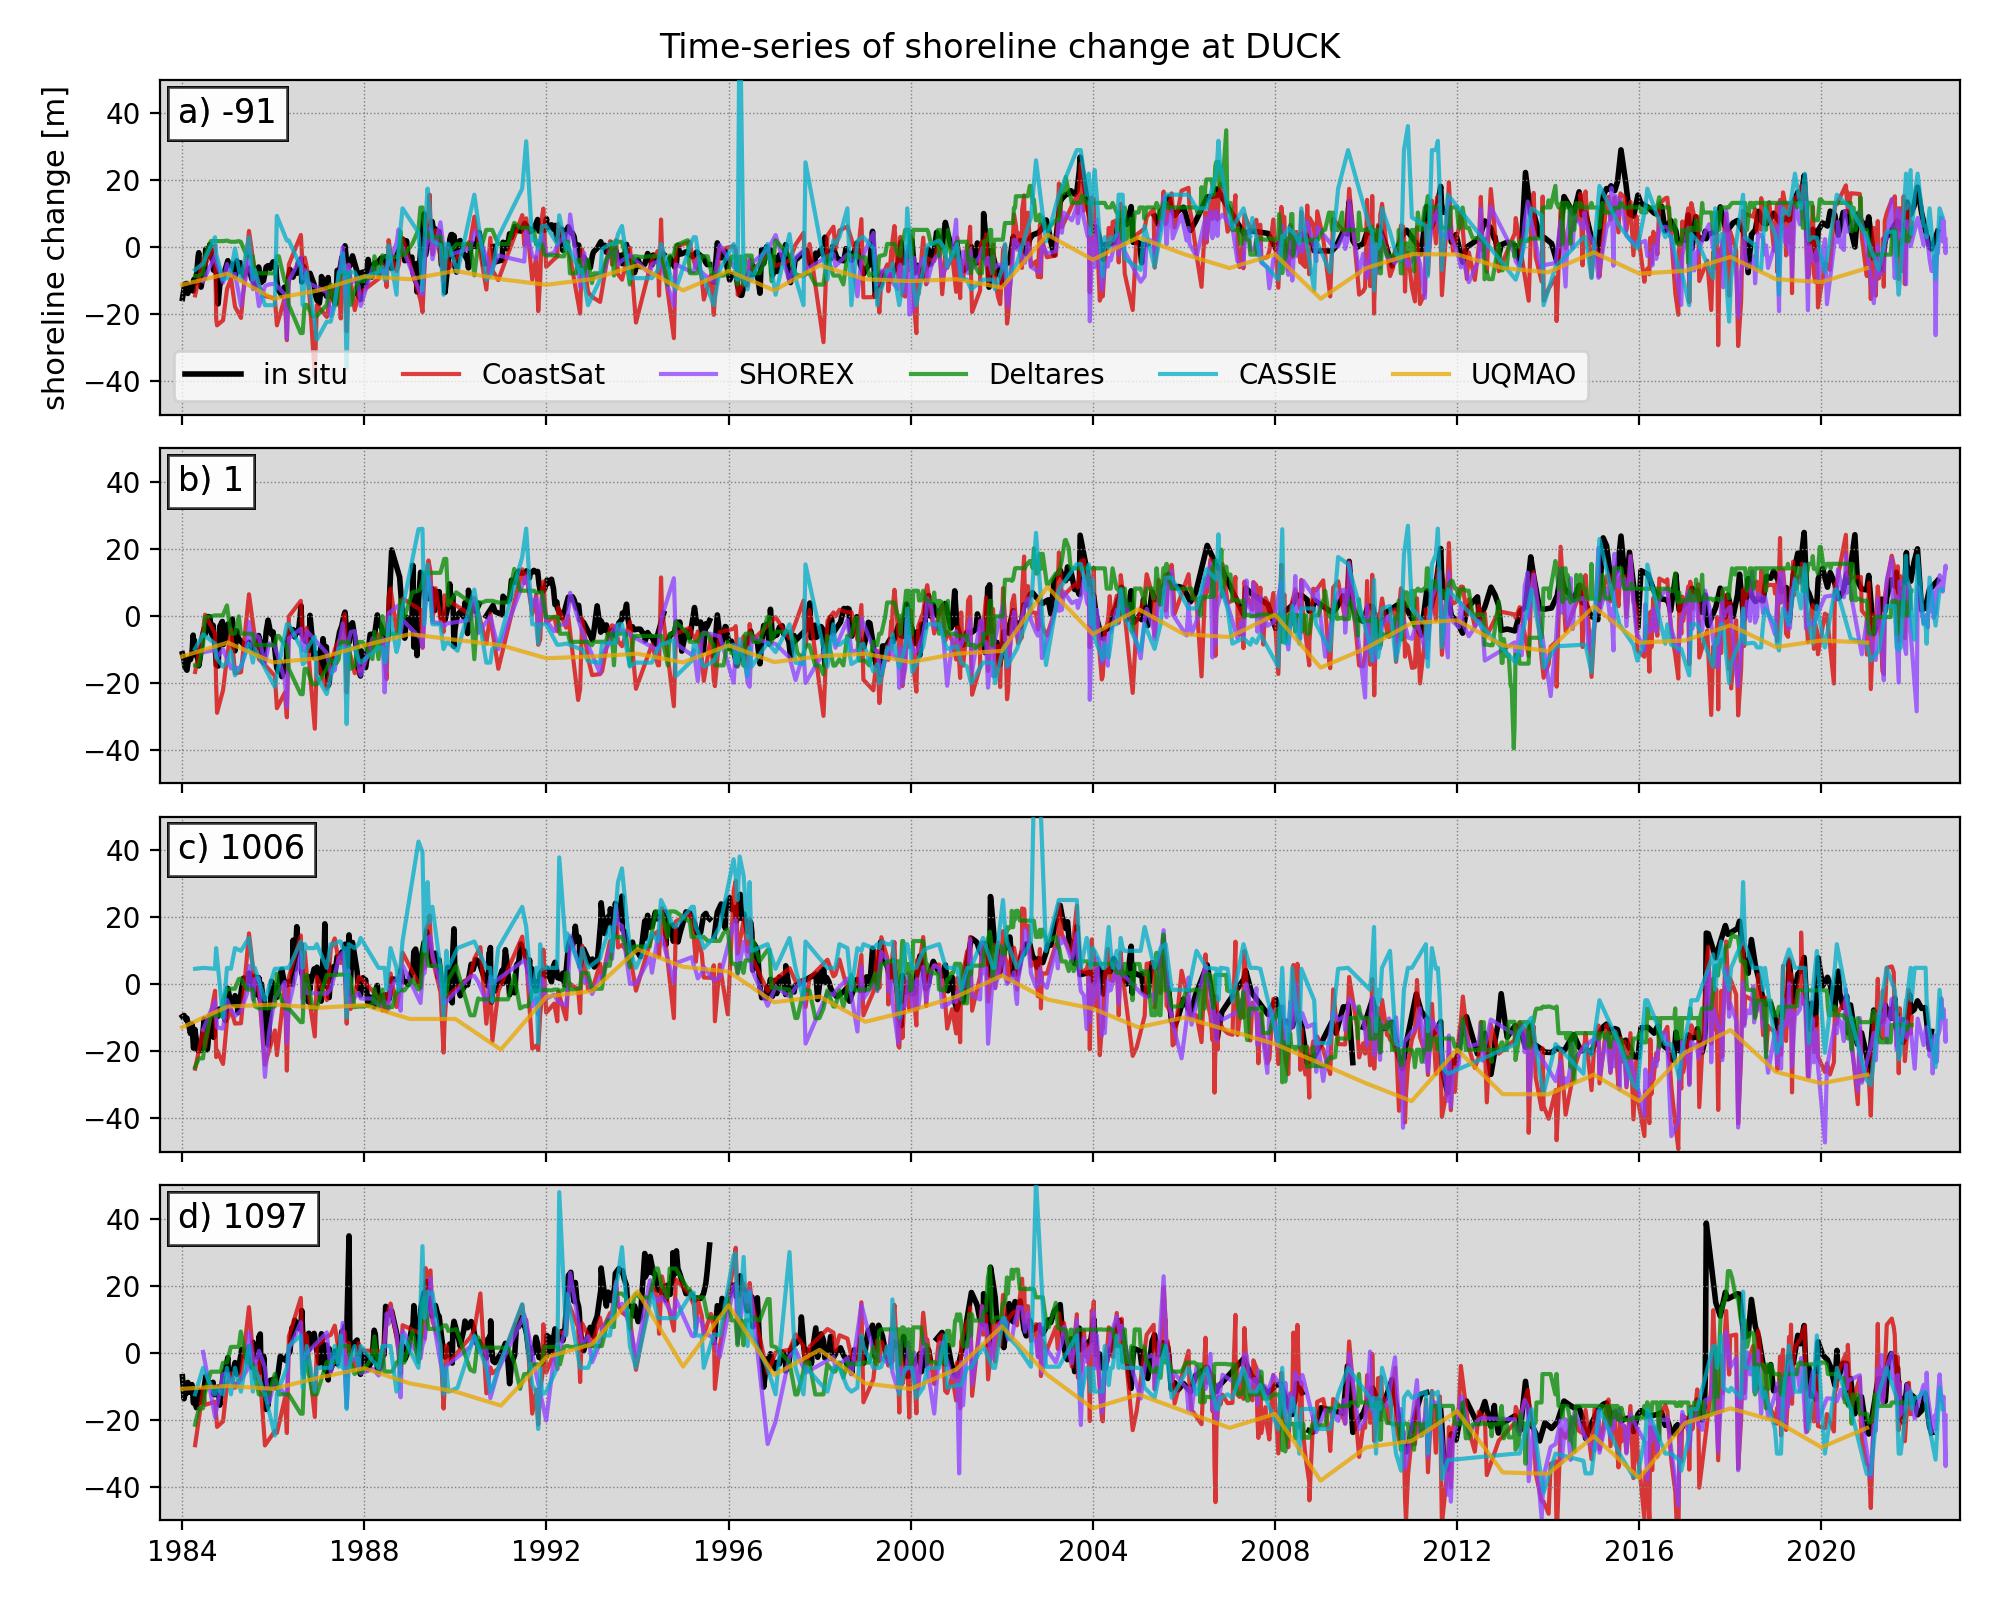 Time-series of shoreline change at DUCK
shoreline change [m]
a) -91
40
20
0
−20
−40
in situ CoastSat SHOREX Deltares CASSIE UQMAO
b) 1
40
20
0
−20
−40
c) 1006
40
20
0
−20
−40
d) 1097
40
20
0
−20
−40
1984 1988 1992 1996 2000 2004 2008 2012 2016 2020